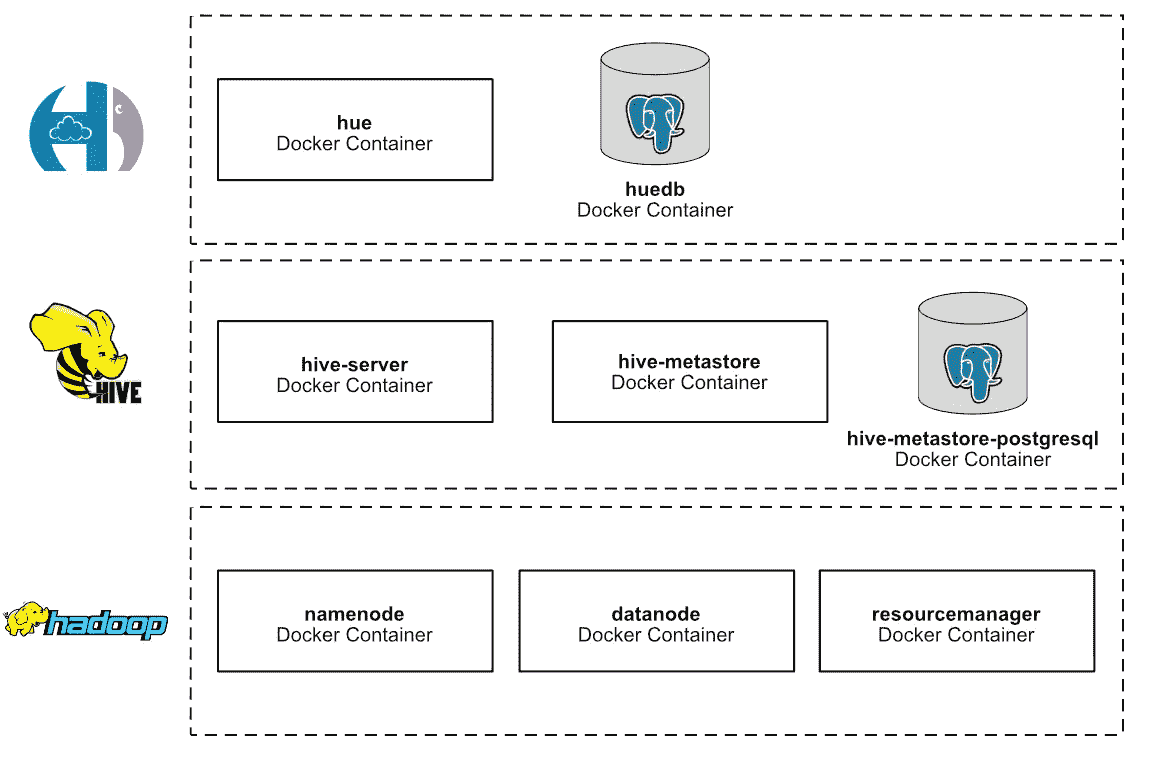 hue
Docker Container
huedb
Docker Container
HIVE
hive-server
Docker Container
hive-metastore
Docker Container
hive-metastore-postgresql
Docker Container
hadoop
namenode
Docker Container
datanode
Docker Container
resourcemanager
Docker Container